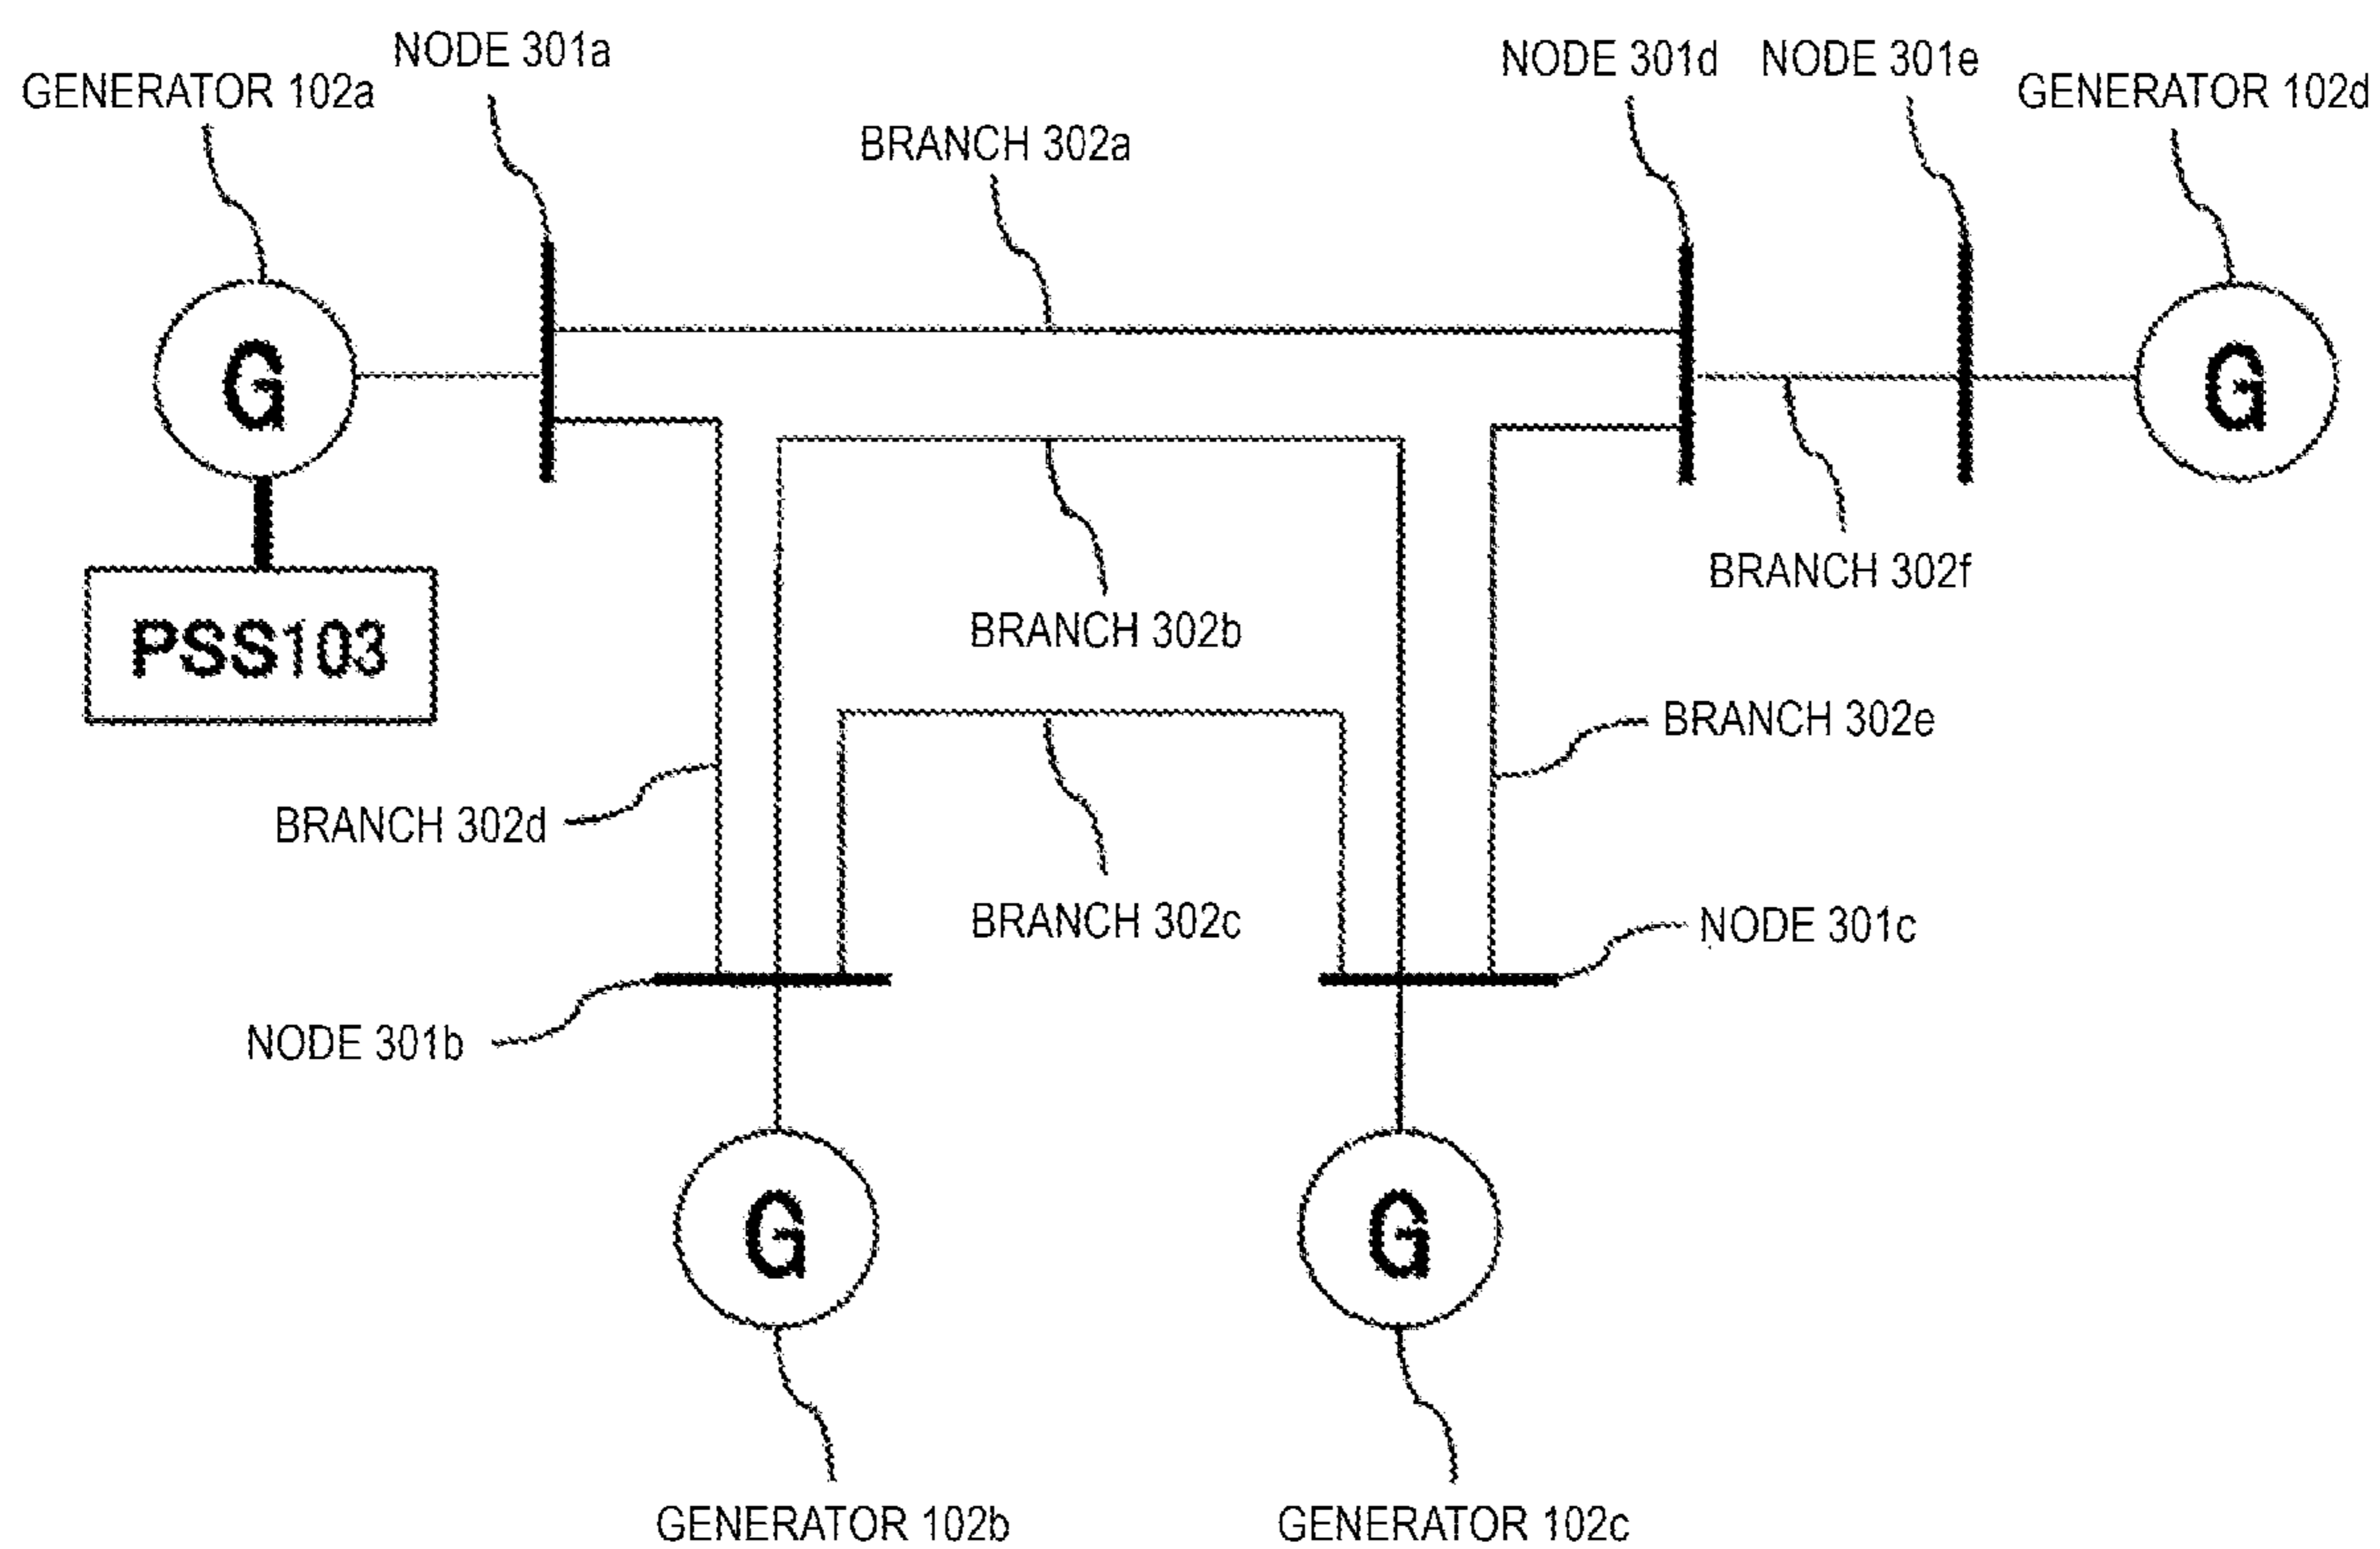 NODE 301a
NODE 301d
NODE 301e
GENERATOR 102a
GENERATOR 102d
BRANCH 302a
G
G
BRANCH 302f
BRANCH 302b
PSS103
BRANCH 302e
BRANCH 302d
BRANCH 302c
NODE 301c
NODE 301b
G
G
GENERATOR 102b
GENERATOR 102c